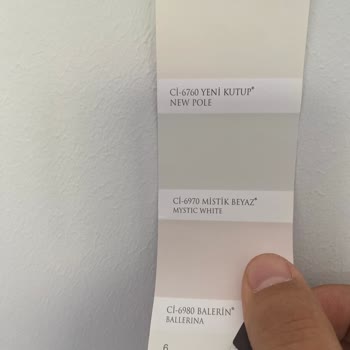 Cİ-6760 YENİ KUTUP*
NEW POLE
Cİ-6970 MİSTİK BEYAZ*
MYSTIC WHITE
Cİ-6980 BALERİN*
BALLERINA
6